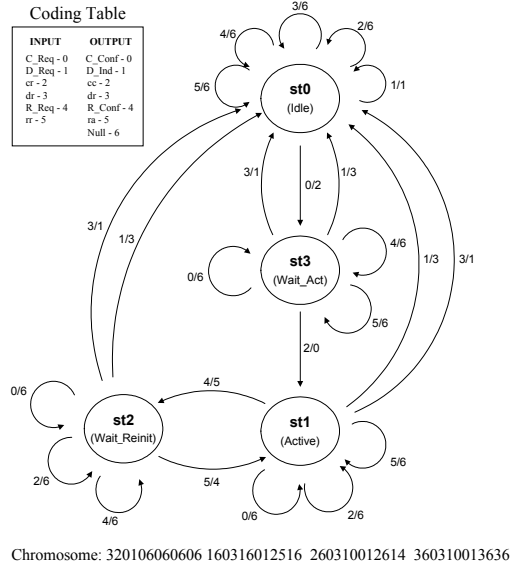 Coding Table
INPUT OUTPUT
C_Req - 0 C_Conf - 0
D_Req - 1 D_Ind - 1
cr - 2 cc - 2
dr - 3 dr - 3
R_Req - 4 R_Conf - 4
rr - 5 ra - 5
Null - 6
3/6
4/6
2/6
5/6
1/1
st0
(Idle)
0/2
3/1
1/3
3/1
1/3
1/3
3/1
st3
(Wait_Act)
4/6
0/6
5/6
2/0
4/5
0/6
st2
(Wait_Reinit)
st1
(Active)
5/6
2/6
5/4
4/6
0/6
2/6
Chromosome: 320106060606 160316012516 260310012614 360310013636